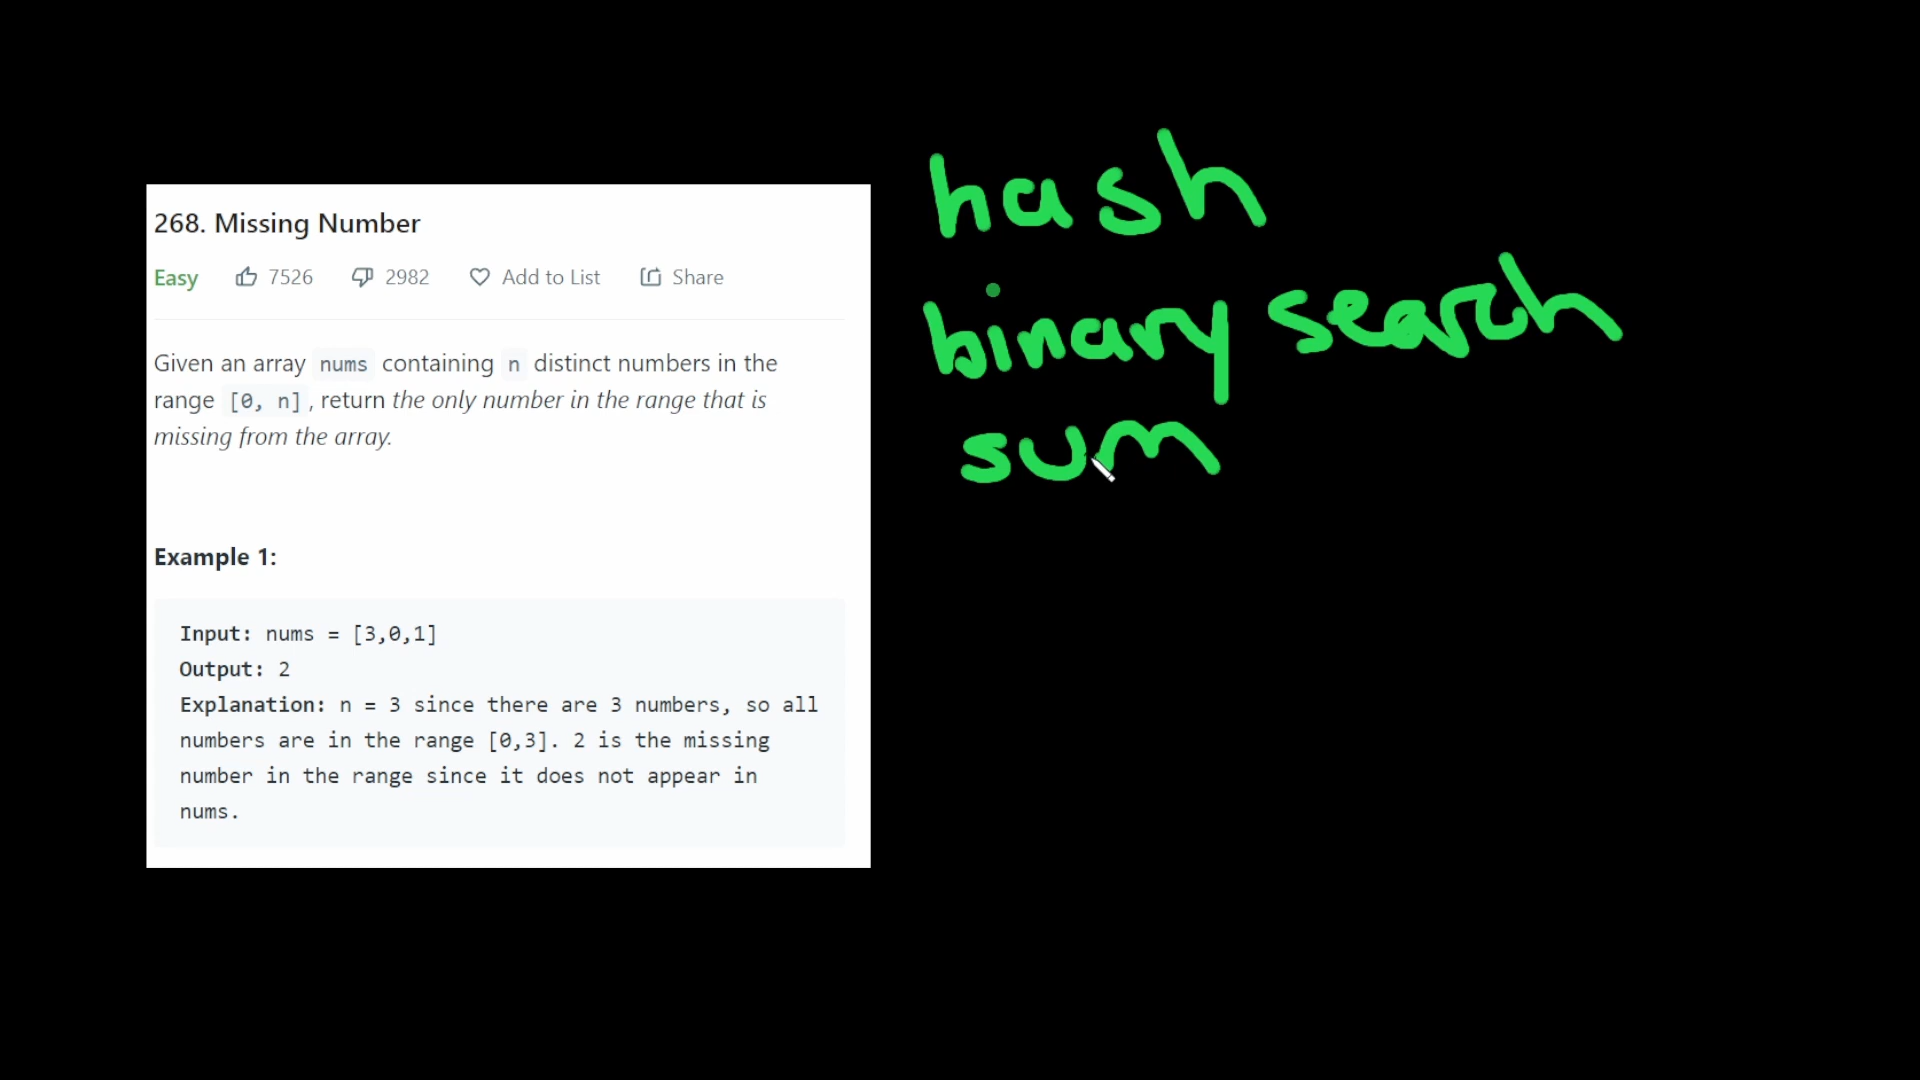 268. Missing Number
Easy 7526 2982 Add to List Share
Given an array nums containing n distinct numbers in the
range [0, n], return the only number in the range that is
missing from the array.
Example 1:
Input: nums = [3,0,1]
Output: 2
Explanation: n = 3 since there are 3 numbers, so all
numbers are in the range [0,3]. 2 is the missing
number in the range since it does not appear in
nums.
hash
binary search
sum